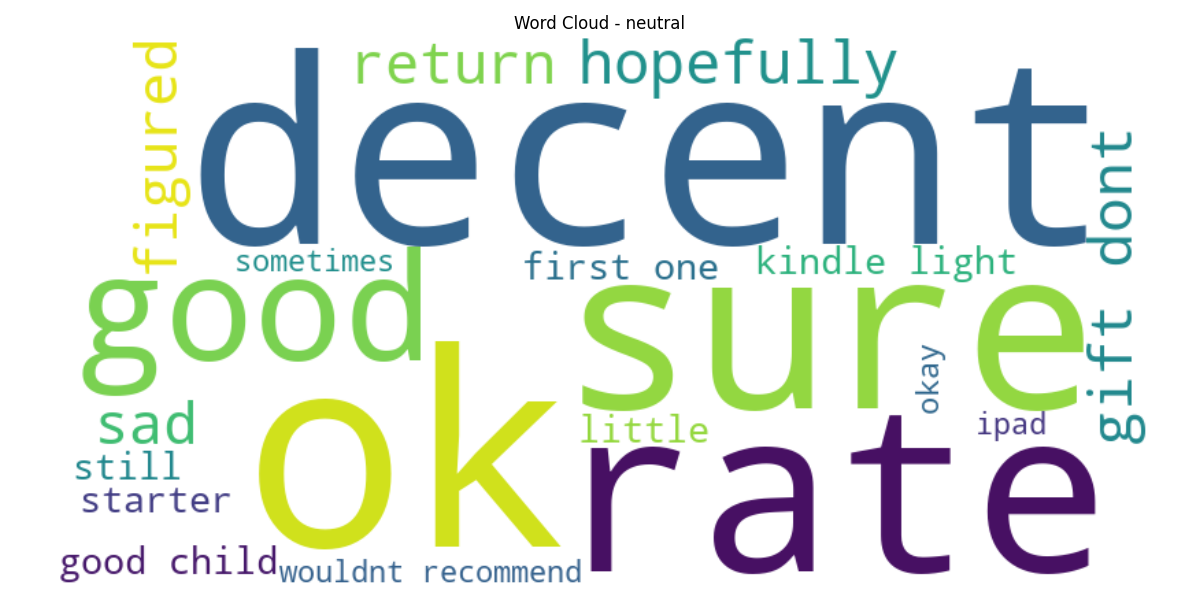 Word Cloud - neutral
figured
return
hopefully
decent
gift dont
sometimes
first one
kindle light
good
sure
okay
ok
sad
little
ipad
still
rate
starter
good child
wouldnt recommend